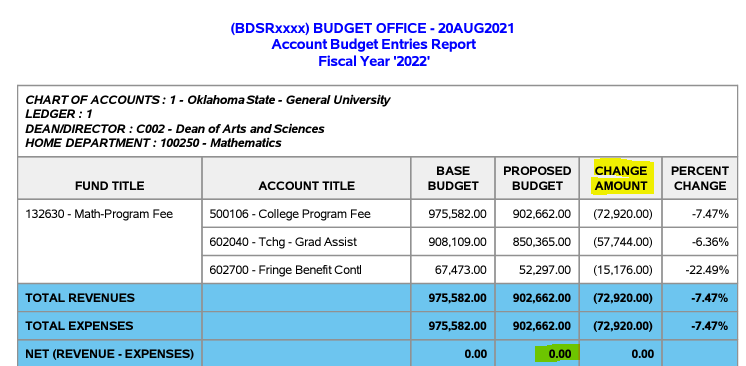 (BDSRxxxx) BUDGET OFFICE - 20AUG2021
Account Budget Entries Report
Fiscal Year '2022'
CHART OF ACCOUNTS : 1 - Oklahoma State - General University
LEDGER : 1
DEAN/DIRECTOR : C002 - Dean of Arts and Sciences
HOME DEPARTMENT : 100250 - Mathematics
FUND TITLE ACCOUNT TITLE BASE BUDGET PROPOSED BUDGET CHANGE AMOUNT PERCENT CHANGE
132630 - Math-Program Fee 500106 - College Program Fee 975,582.00 902,662.00 (72,920.00) -7.47%
602040 - Tchg - Grad Assist 908,109.00 850,365.00 (57,744.00) -6.36%
602700 - Fringe Benefit Contl 67,473.00 52,297.00 (15,176.00) -22.49%
TOTAL REVENUES 975,582.00 902,662.00 (72,920.00) -7.47%
TOTAL EXPENSES 975,582.00 902,662.00 (72,920.00) -7.47%
NET (REVENUE - EXPENSES) 0.00 0.00 0.00